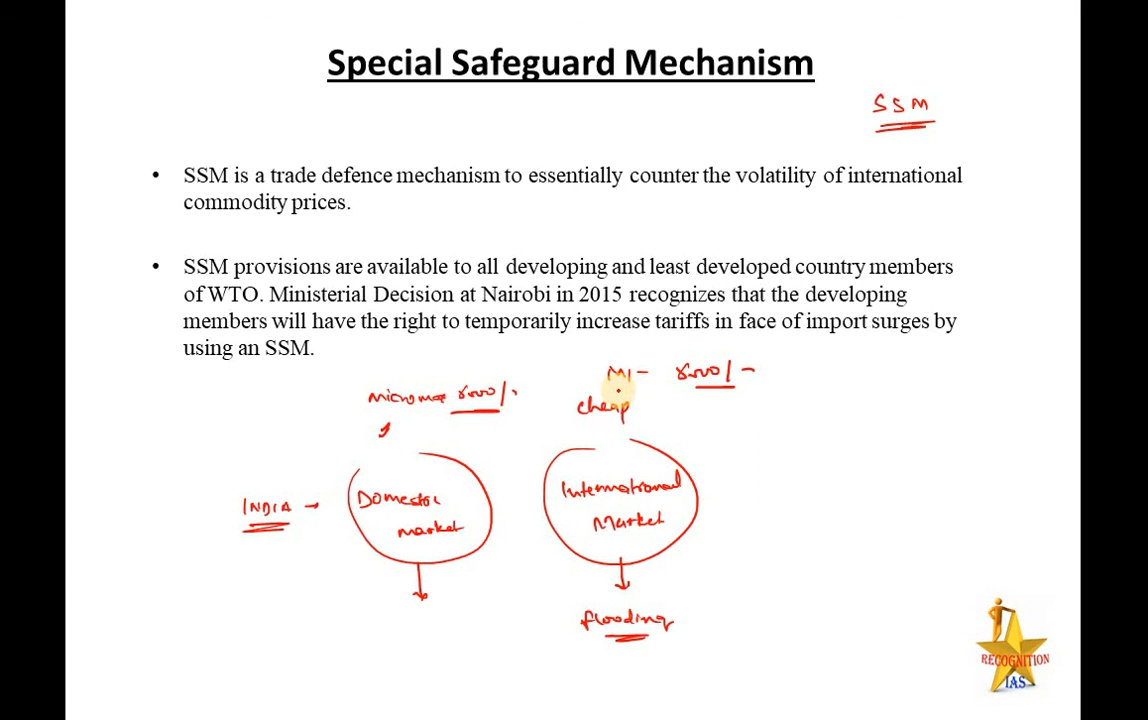 Special Safeguard Mechanism
SSM
• SSM is a trade defence mechanism to essentially counter the volatility of international
commodity prices.
• SSM provisions are available to all developing and least developed country members
of WTO. Ministerial Decision at Nairobi in 2015 recognizes that the developing
members will have the right to temporarily increase tariffs in face of import surges by
using an SSM.
MI -
Micromax
cheap
INDIA →
Domestic
market
International
Market
flooding
RECOGNITION
IAS